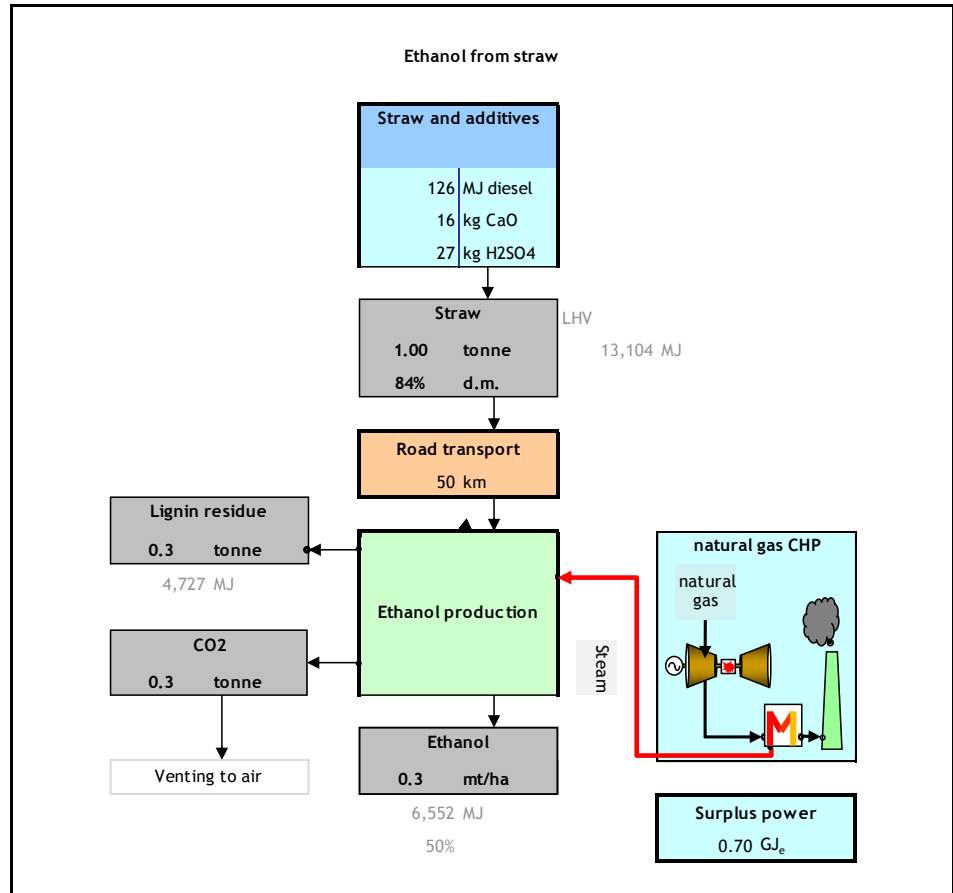 Ethanol from straw
Straw and additives
126 MJ diesel
16 kg CaO
27 kg H2SO4
Straw
LHV
1.00 tonne
13,104 MJ
84% d.m.
Road transport
50 km
Lignin residue
0.3 tonne
4,727 MJ
Ethanol production
natural gas CHP
natural
gas
Steam
CO2
0.3 tonne
Venting to air
Ethanol
0.3 mt/ha
6,552 MJ
50%
Surplus power
0.70 GJe